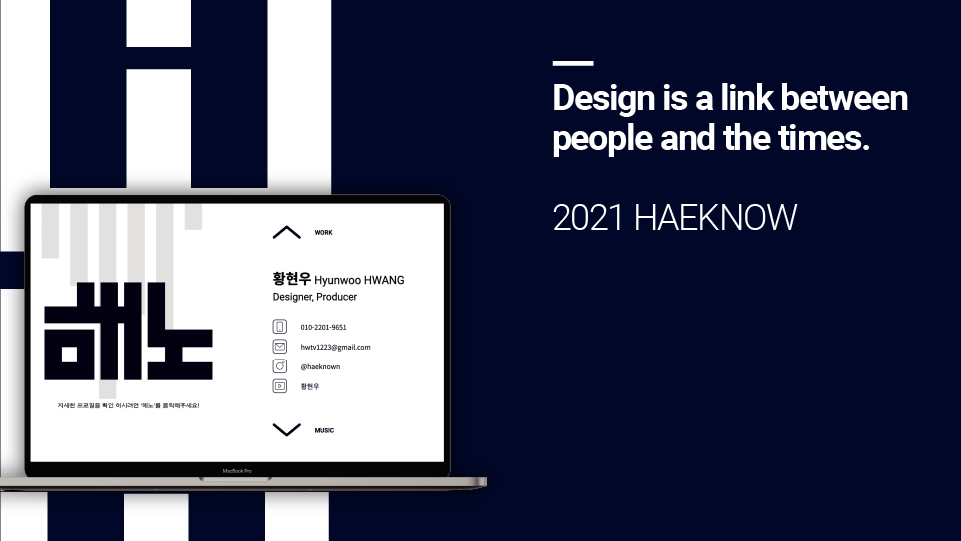 Design is a link between
people and the times.
2021 HAEKNOW
해노
자세한 프로필을 확인 하시려면 '해노'를 클릭해주세요!
WORK
황현우 Hyunwoo HWANG
Designer, Producer
010-2201-9651
hwtv1223@gmail.com
@haeknown
황현우
MUSIC
MacBook Pro